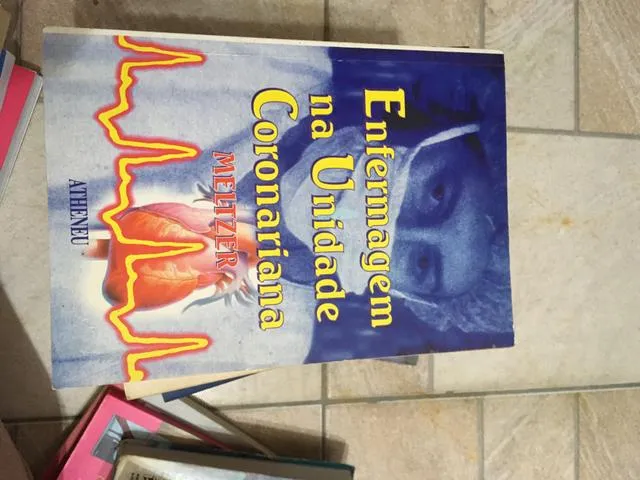 Enfermagem
na Unidade
Coronariana
MELTZER
ATHENEU